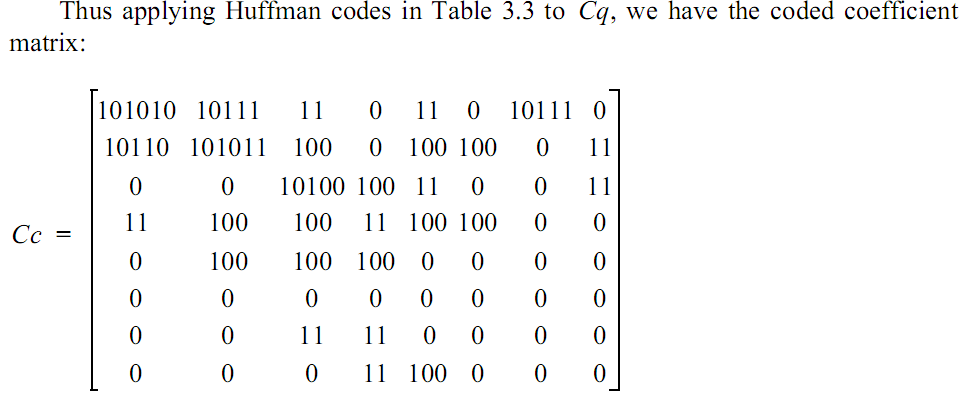 Thus applying Huffman codes in Table 3.3 to Cq, we have the coded coefficient
matrix:
101010 10111 11 0 11 0 10111 0
10110 101011 100 0 100 100 0 11
0 0 10100 100 11 0 0 11
Cc = 11 100 100 11 100 100 0 0
0 100 100 100 0 0 0 0
0 0 0 0 0 0 0 0
0 0 11 11 0 0 0 0
0 0 0 11 100 0 0 0